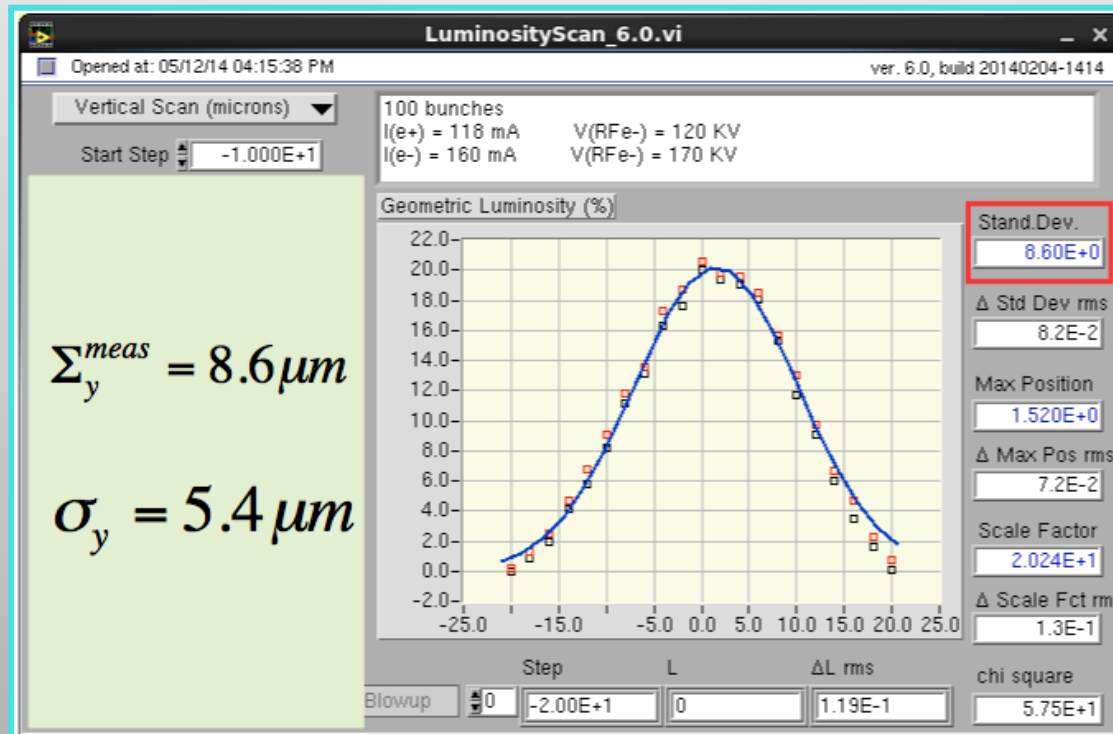 LuminosityScan_6.0.vi
Opened at: 05/12/14 04:15:38 PM
ver. 6.0, build 20140204-1414
Vertical Scan (microns)
Start Step -1.000E+1
100 bunches
I(e+) = 118 mA V(RFe-) = 120 KV
I(e-) = 160 mA V(RFe-) = 170 KV
Σ_y^meas = 8.6 μm
σ_y = 5.4 μm
Geometric Luminosity (%)
22.0
20.0
18.0
16.0
14.0
12.0
10.0
8.0
6.0
4.0
2.0
0.0
-2.0
-25.0 -15.0 -5.0 0.0 5.0 10.0 15.0 20.0 25.0
Stand.Dev.
8.60E+0
Δ Std Dev rms
8.2E-2
Max Position
1.520E+0
Δ Max Pos rms
7.2E-2
Scale Factor
2.024E+1
Δ Scale Fct rm
1.3E-1
chi square
5.75E+1
Step L ΔL rms
Blowup 0 -2.00E+1 0 1.19E-1